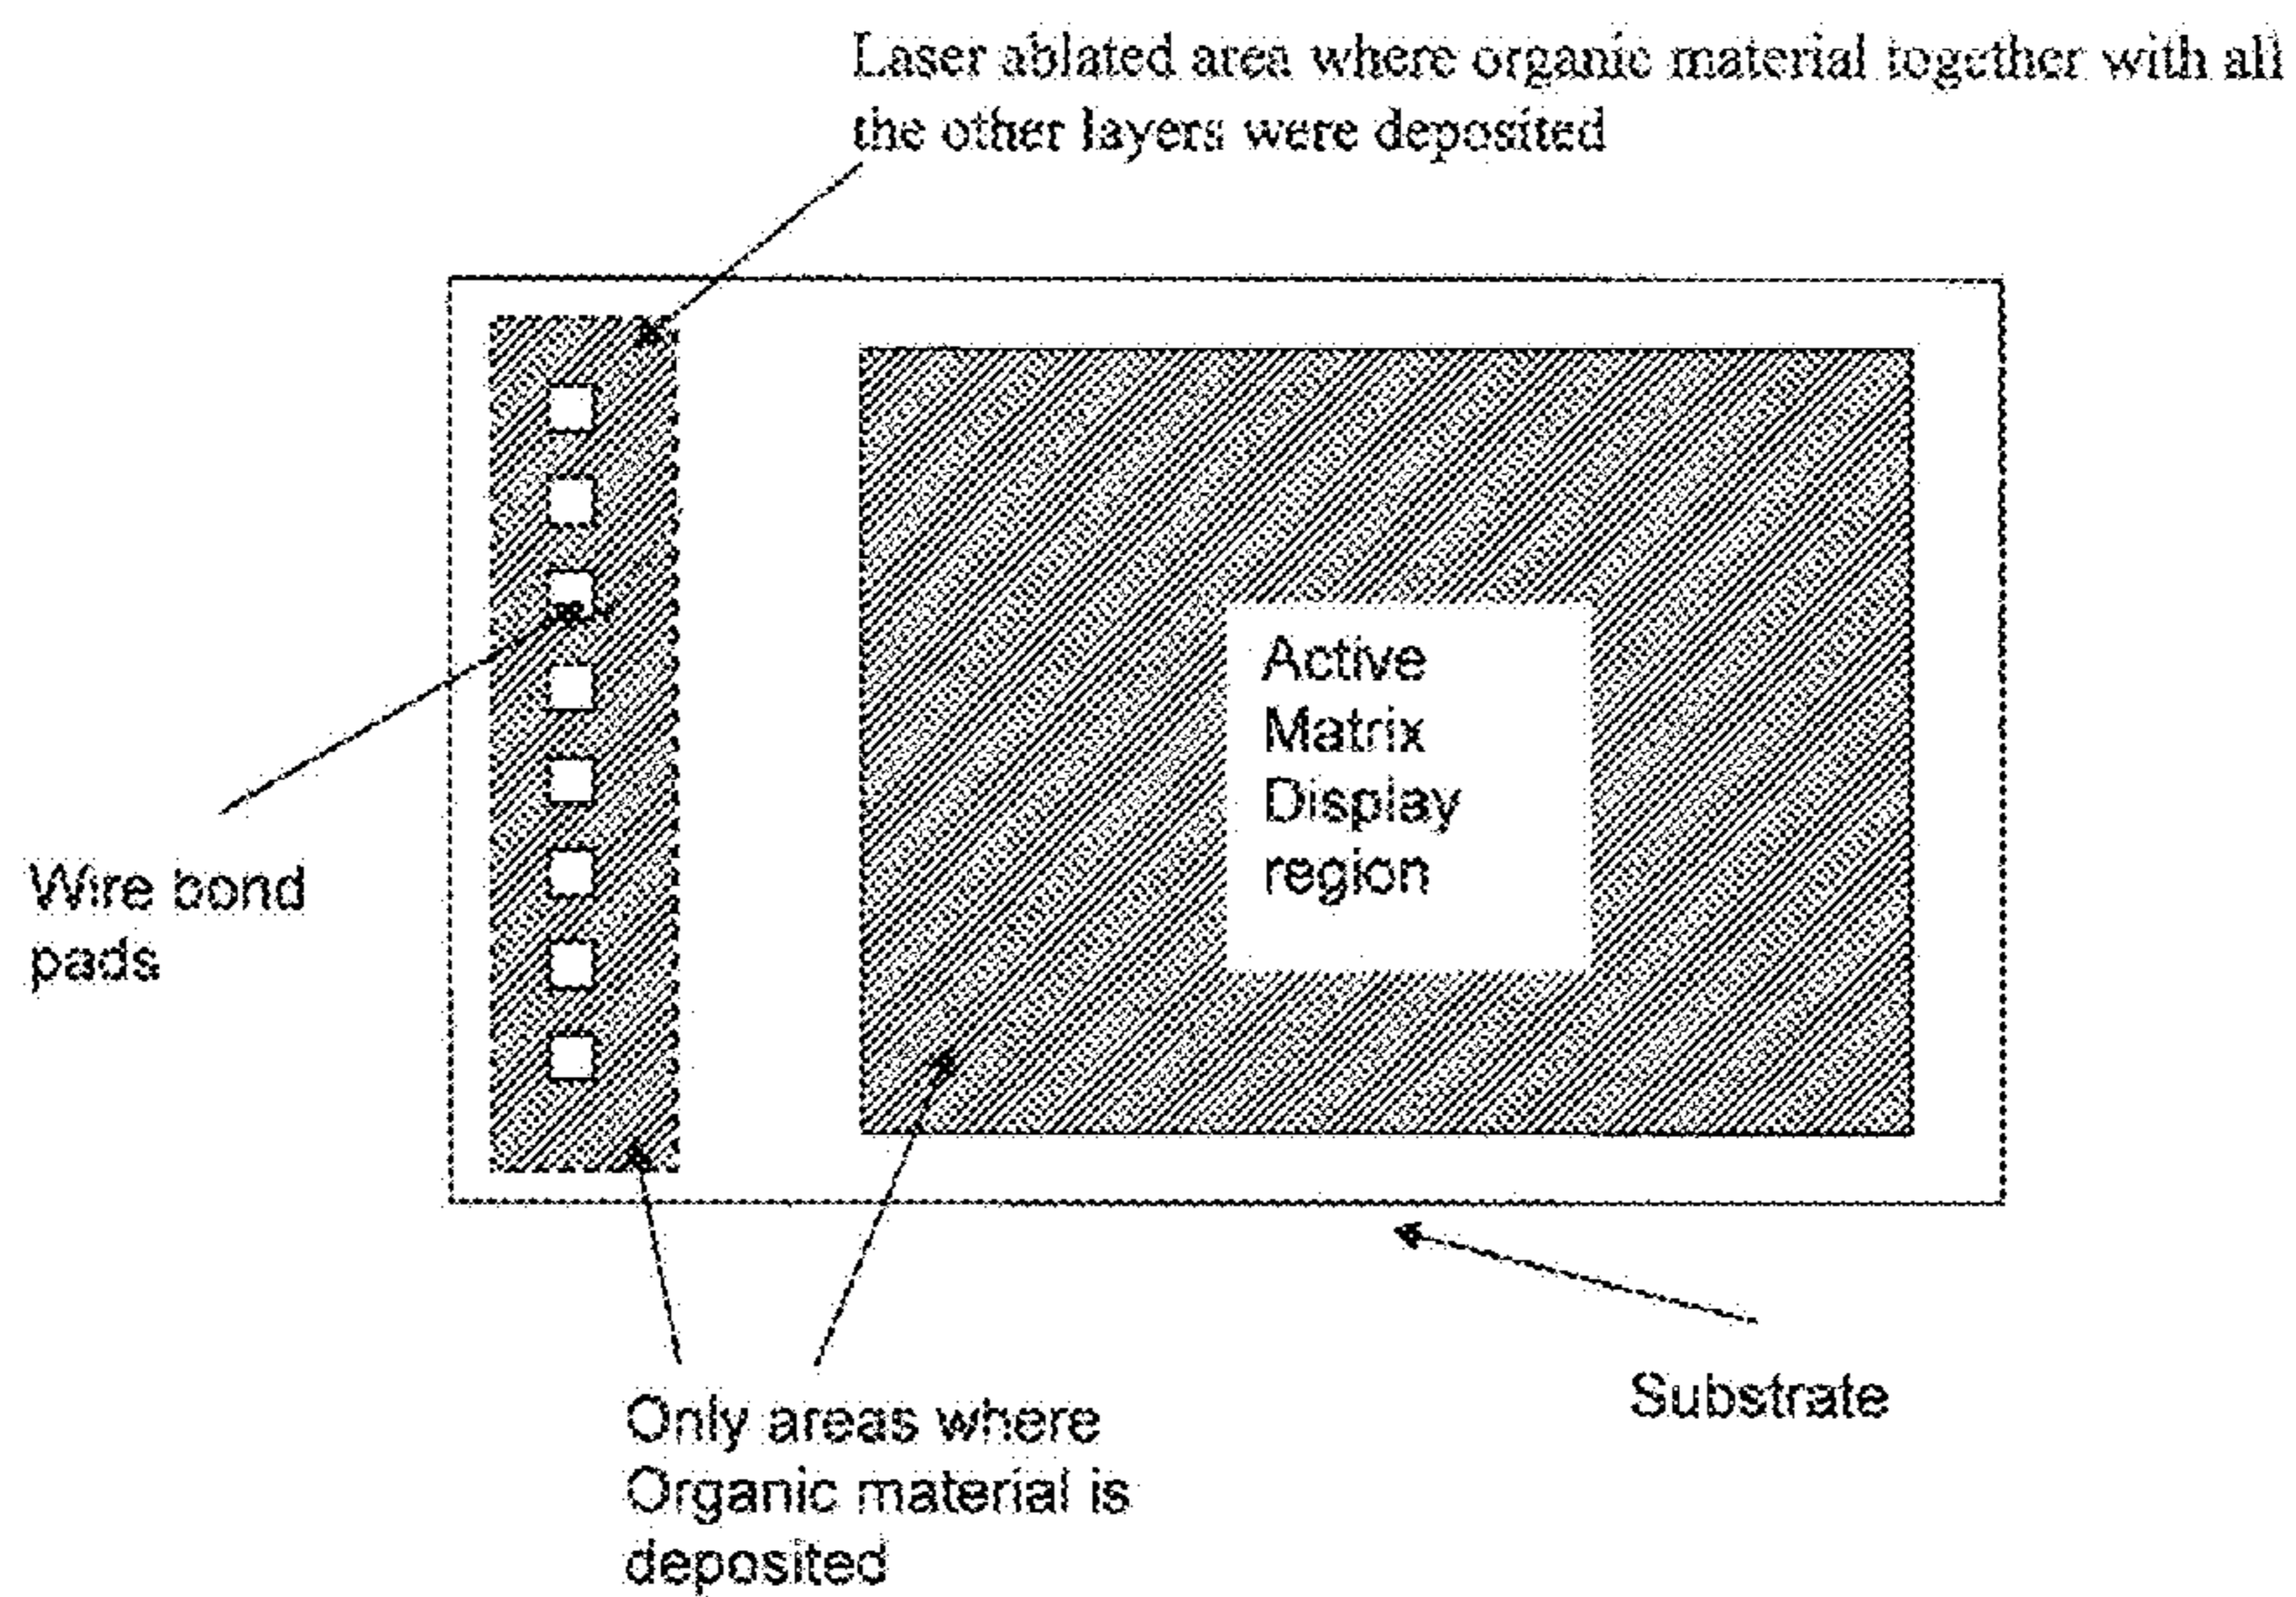 Laser ablated area where organic material together with all
the other layers were deposited
Active
Matrix
Display
region
Wire bond
pads
Substrate
Only areas where
Organic material is
deposited